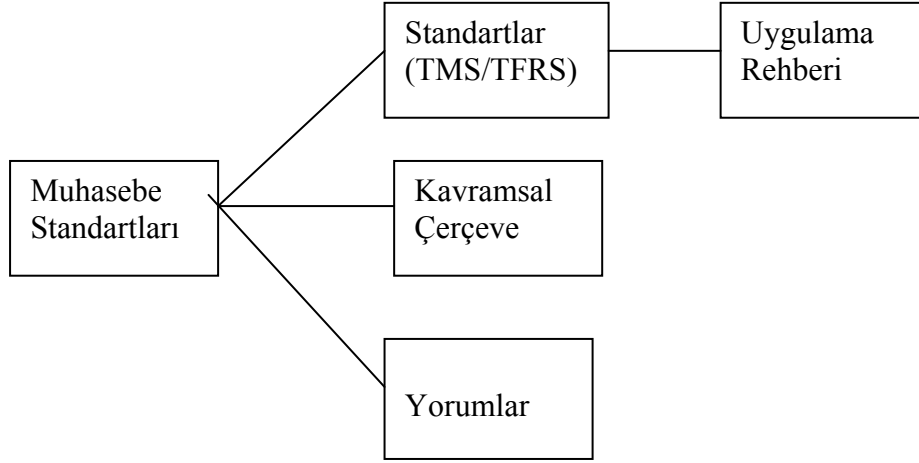 Standartlar
(TMS/TFRS)
Uygulama
Rehberi
Muhasebe
Standartları
Kavramsal
Çerçeve
Yorumlar